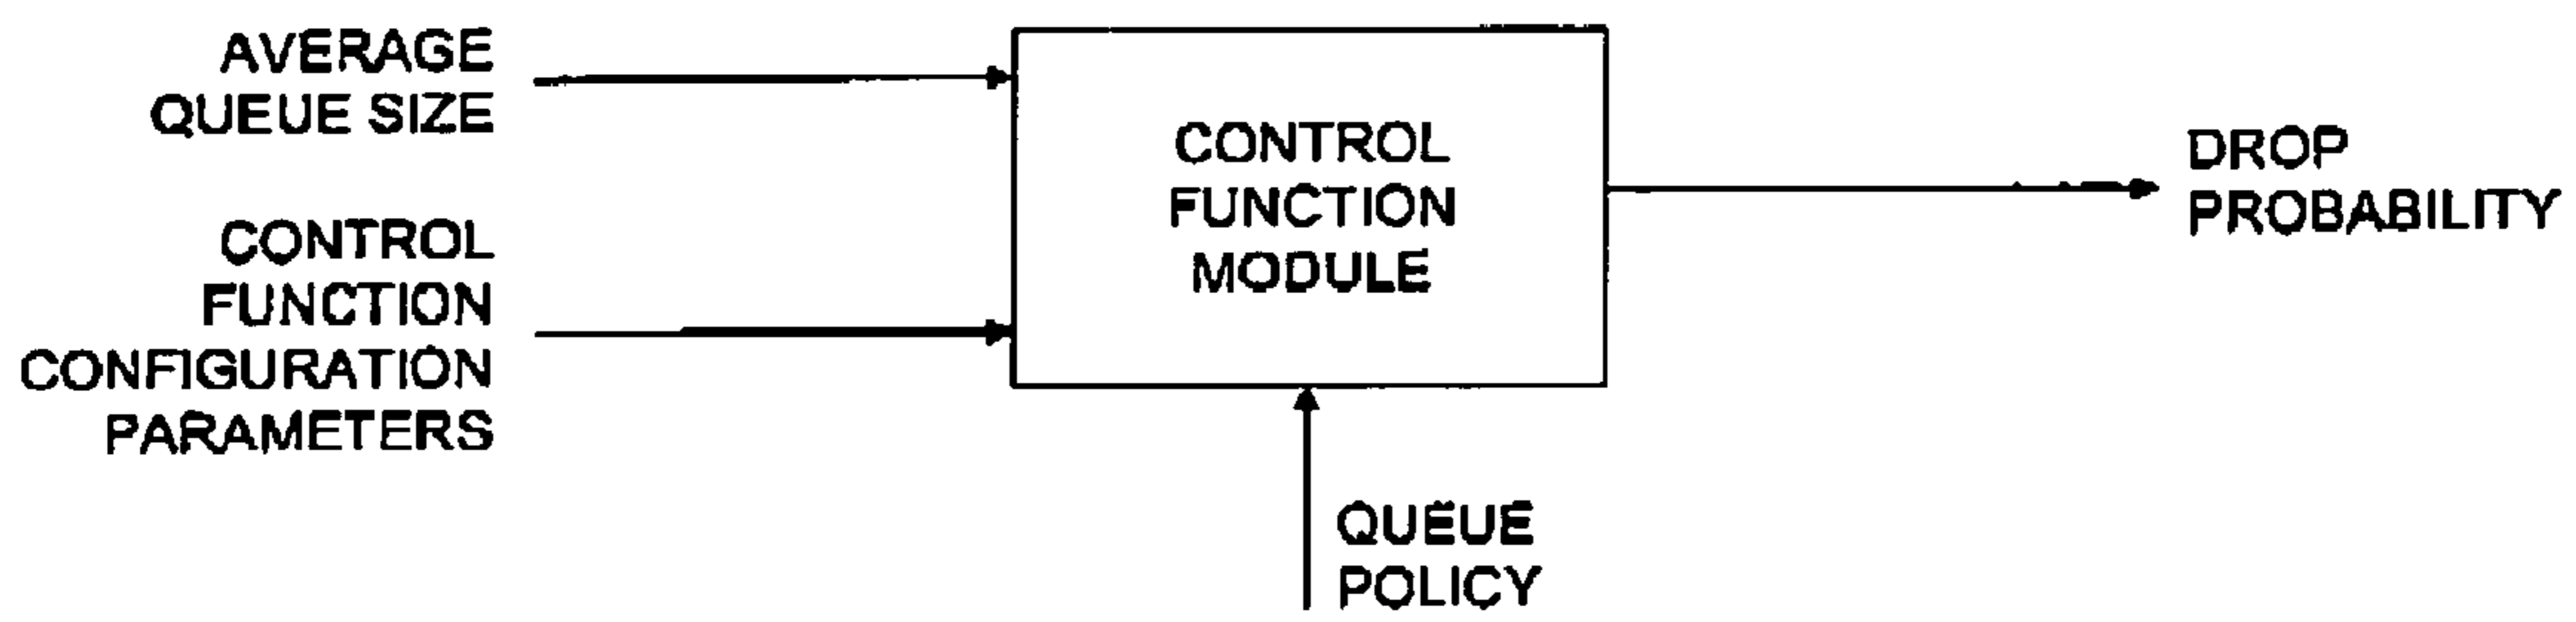 AVERAGE
QUEUE SIZE
CONTROL
FUNCTION
CONFIGURATION
PARAMETERS
CONTROL
FUNCTION
MODULE
QUEUE
POLICY
DROP
PROBABILITY